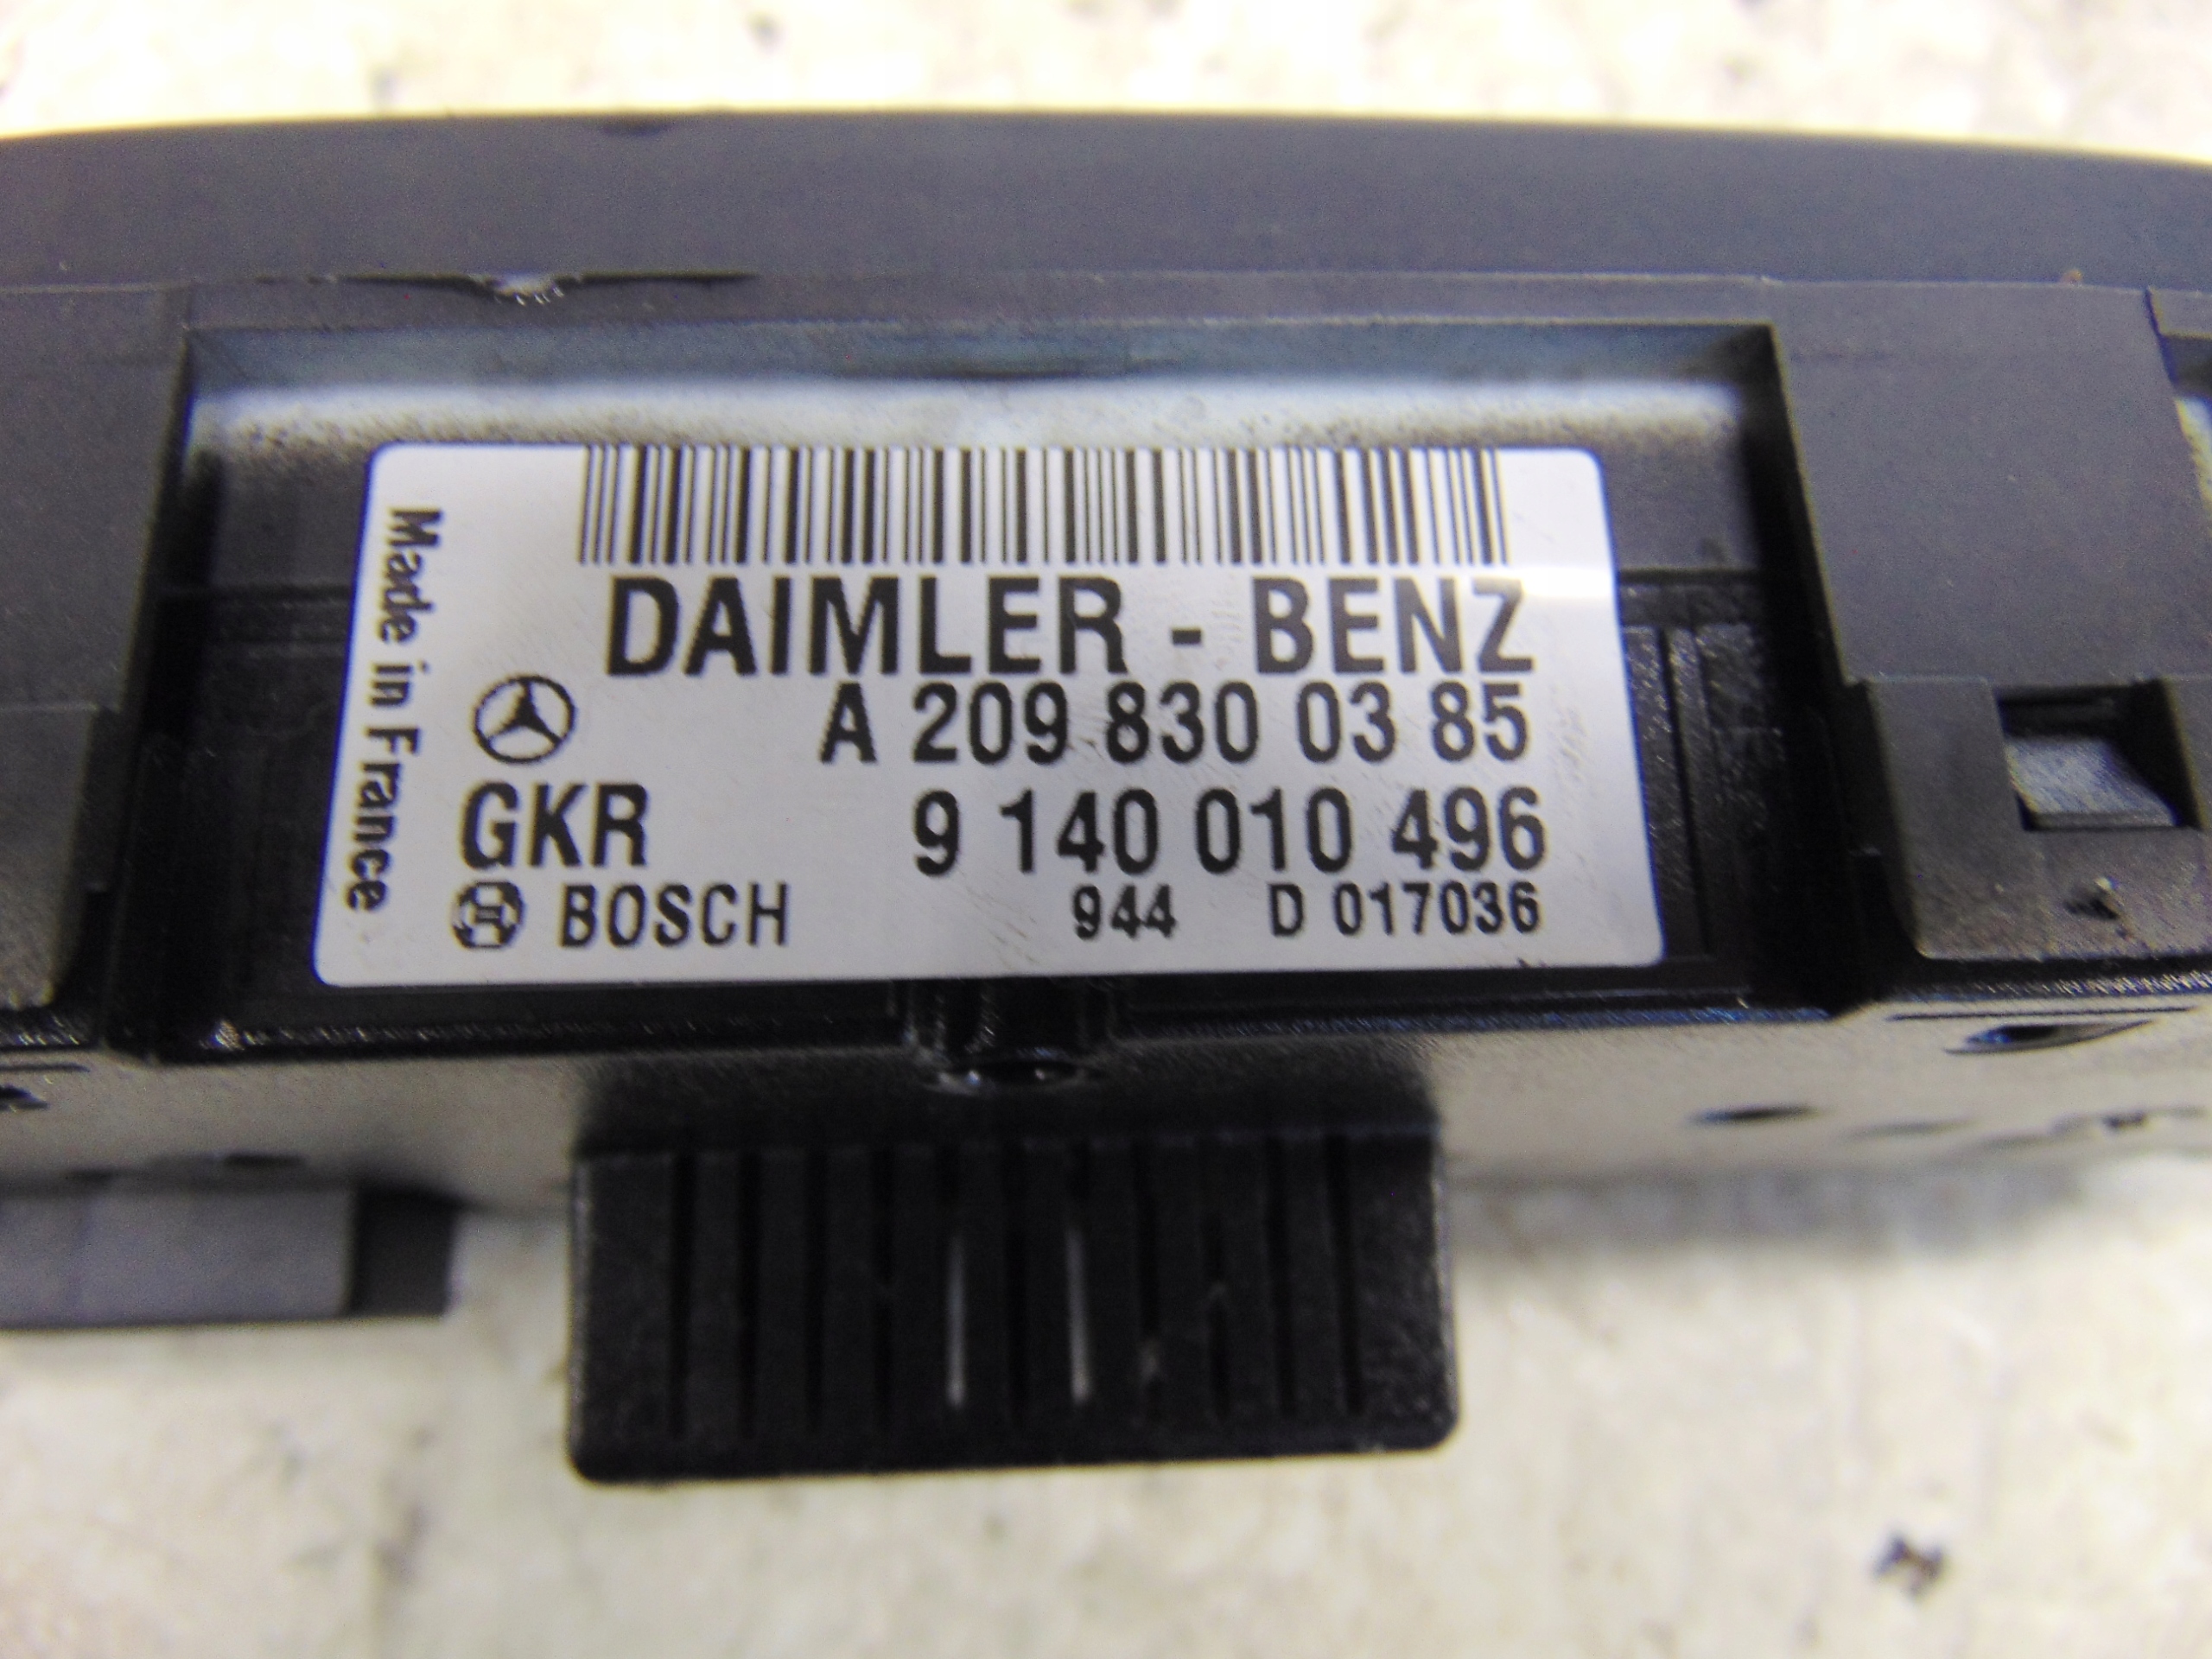 Made in France
DAIMLER - BENZ
A 209 830 03 85
GKR 9 140 010 496
BOSCH 944 D 017036